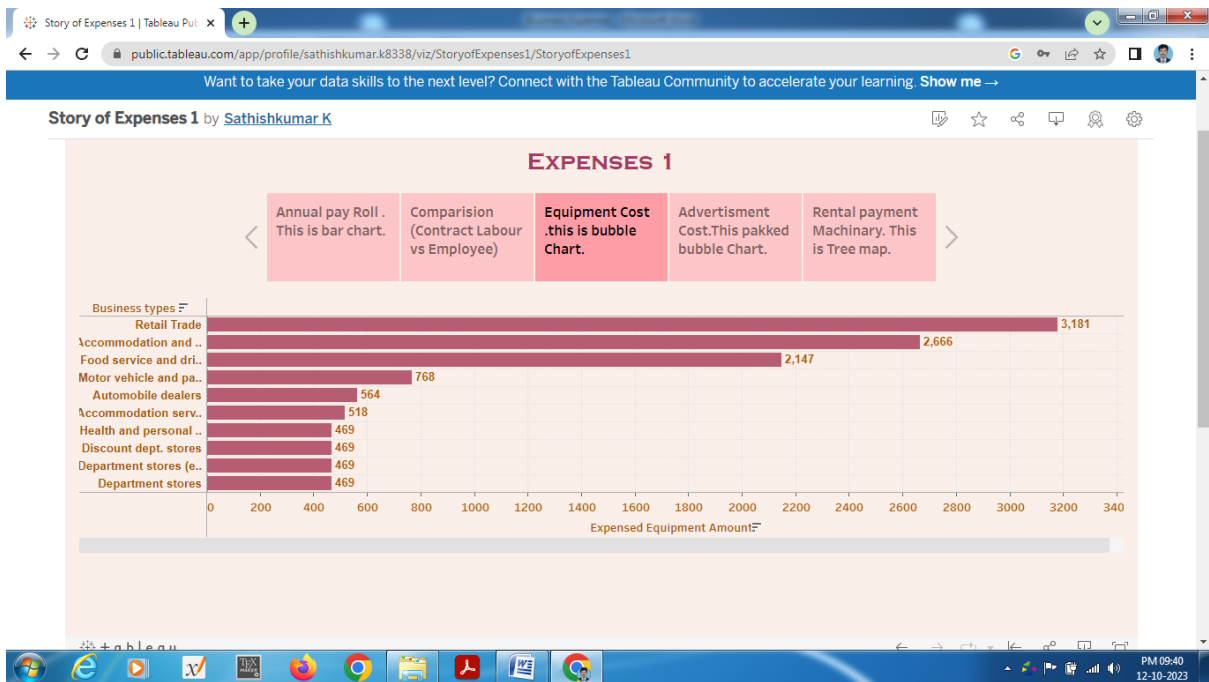 Story of Expenses 1 | Tableau Pub
public.tableau.com/app/profile/sathishkumar.k8338/viz/StoryofExpenses1/StoryofExpenses1
Want to take your data skills to the next level? Connect with the Tableau Community to accelerate your learning. Show me →
Story of Expenses 1 by Sathishkumar K
EXPENSES 1
Annual pay Roll .
This is bar chart.
Comparision
(Contract Labour
vs Employee)
Equipment Cost
.this is bubble
Chart.
Advertisment
Cost.This pakked
bubble Chart.
Rental payment
Machinary. This
is Tree map.
Business types
Retail Trade 3,181
Accommodation and .. 2,666
Food service and dri.. 2,147
Motor vehicle and pa.. 768
Automobile dealers 564
Accommodation serv.. 518
Health and personal .. 469
Discount dept. stores 469
Department stores (e.. 469
Department stores 469
0 200 400 600 800 1000 1200 1400 1600 1800 2000 2200 2400 2600 2800 3000 3200 340
Expensed Equipment Amount
+ableau
PM 09:40
12-10-2023